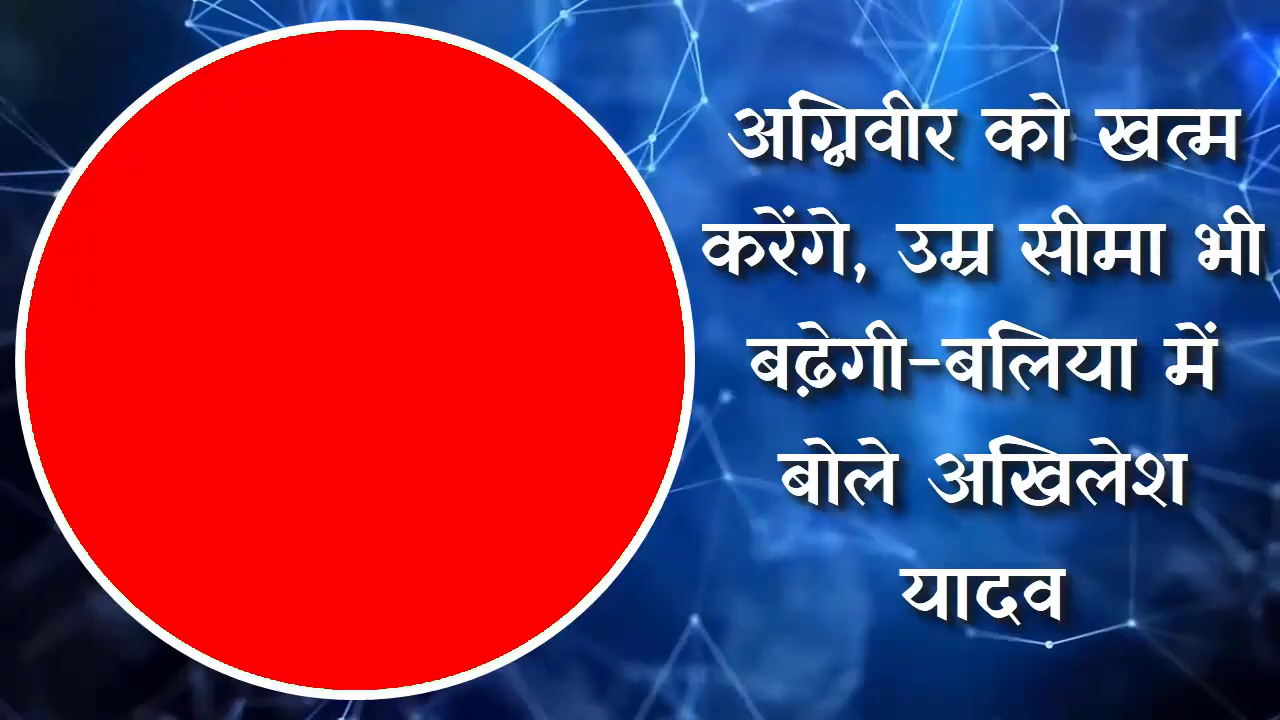 अग्निवीर को खत्म
करेंगे, उम्र सीमा भी
बढ़ेगी-बलिया में
बोले अखिलेश
यादव